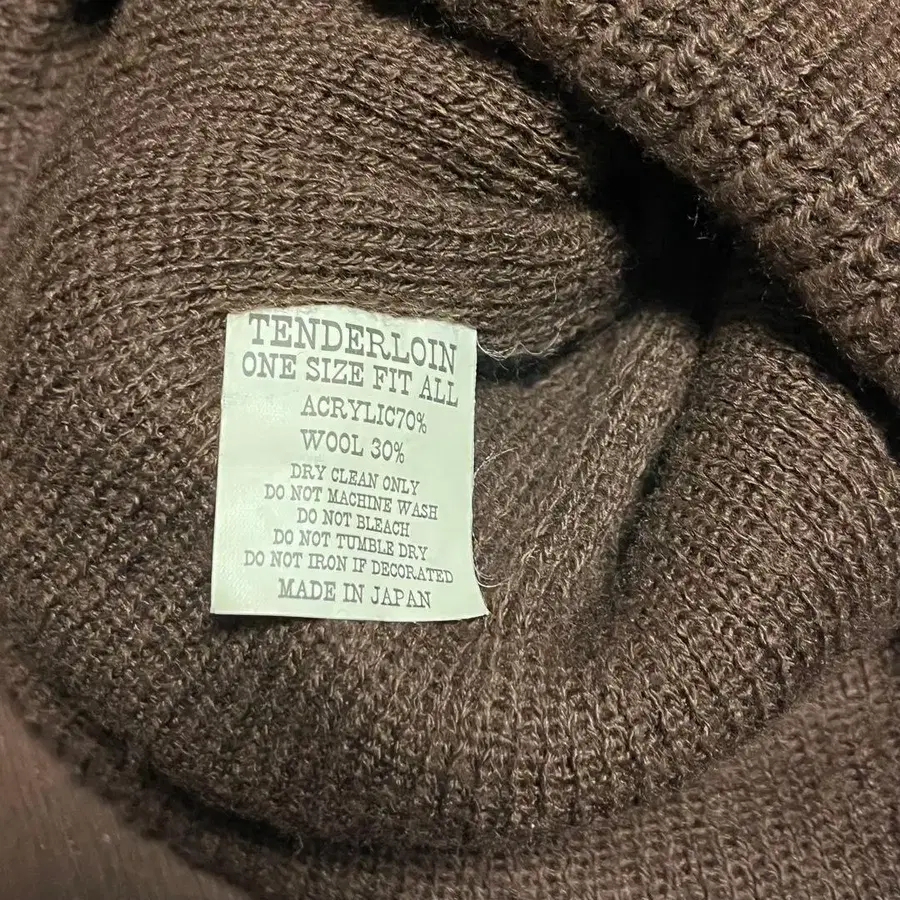 TENDERLOIN
ONE SIZE FIT ALL
ACRYLIC70%
WOOL 30%
DRY CLEAN ONLY
DO NOT MACHINE WASH
DO NOT BLEACH
DO NOT TUMBLE DRY
DO NOT IRON IF DECORATED
MADE IN JAPAN